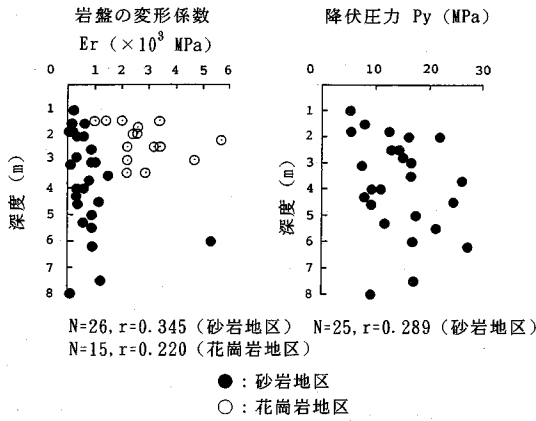 岩盤の変形係数
Er（×10³ MPa）
0 1 2 3 4 5 6
1
2
3
4
5
6
7
8
深度(m)
降伏圧力 Py（MPa）
0 10 20 30
1
2
3
4
5
6
7
8
深度(m)
N=26,r=0.345（砂岩地区）
N=15,r=0.220（花崗岩地区）
N=25,r=0.289（砂岩地区）
●：砂岩地区
○：花崗岩地区